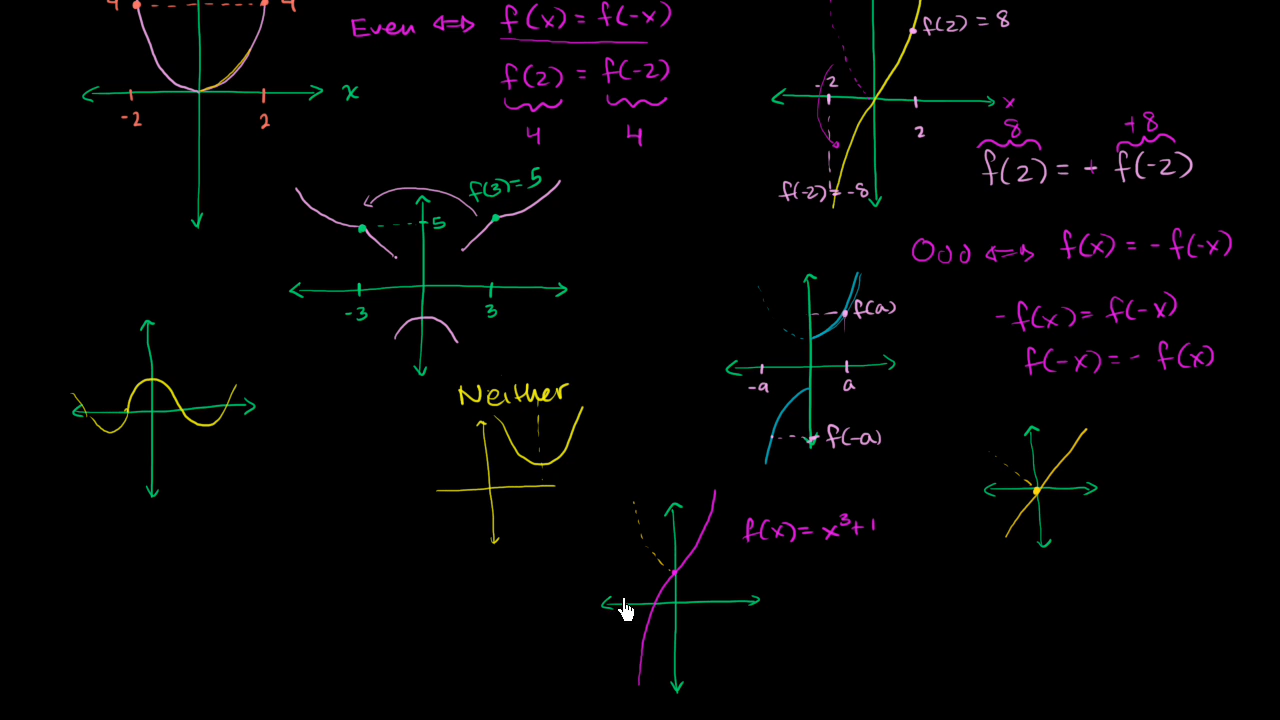 4
4
-2
2
x
Even ⟺ f(x) = f(-x)
f(2) = f(-2)
4
4
f(3)=5
5
-3
3
f(2) = 8
-2
2
x
f(-2)=-8
8
+8
f(2) = + f(-2)
Odd ⟺ f(x) = - f(-x)
-f(x) = f(-x)
f(-x) = - f(x)
f(a)
-a
a
f(-a)
Neither
f(x) = x³+1